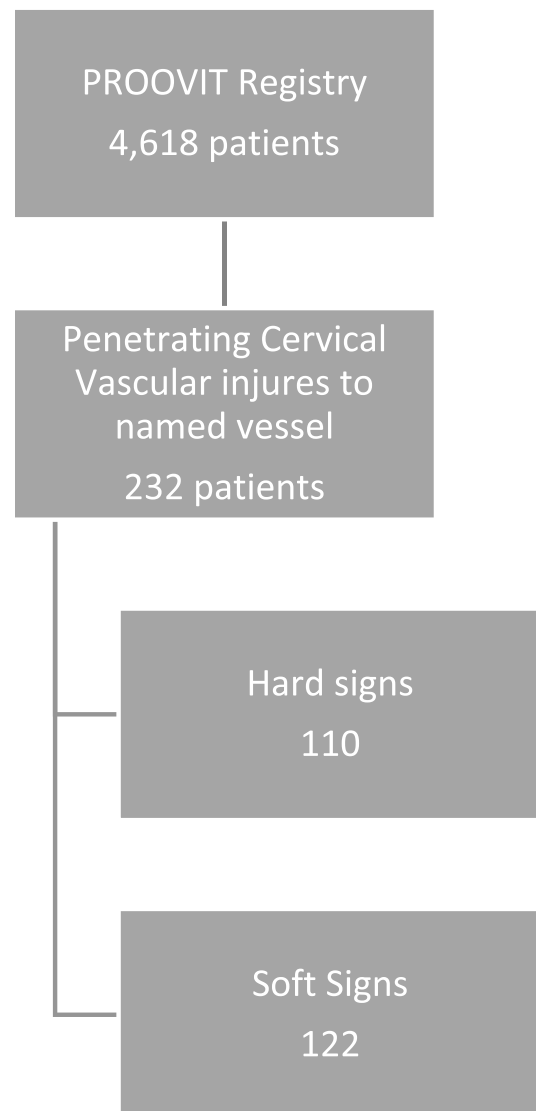 PROOVIT Registry
4,618 patients
Penetrating Cervical
Vascular injures to
named vessel
232 patients
Hard signs
110
Soft Signs
122